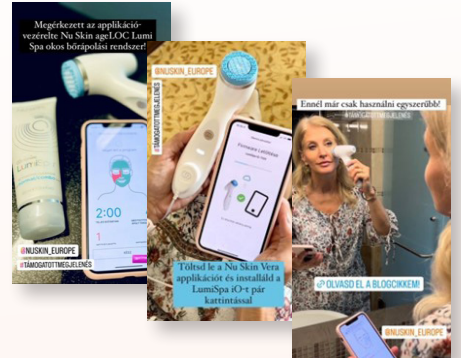 Megérkezett az applikáció-
vezérelte Nu Skin ageLOC Lumi
Spa okos bőrápolási rendszer!
Lumi
2:00
1
@NUSKIN_EUROPE
#TÁMOGATOTTMEGJELENÉS
@NUSKIN_EUROPE
#TÁMOGATOTTMEGJELENÉS
Töltsd le a Nu Skin Vera
applikációt és installáld a
LumiSpa iO-t pár
kattintással
Ennél már csak használni egyszerűbb!
#TÁMOGATOTTMEGJELENÉS
OLVASD EL A BLOGCIKKEM!
@NUSKIN_EUROPE